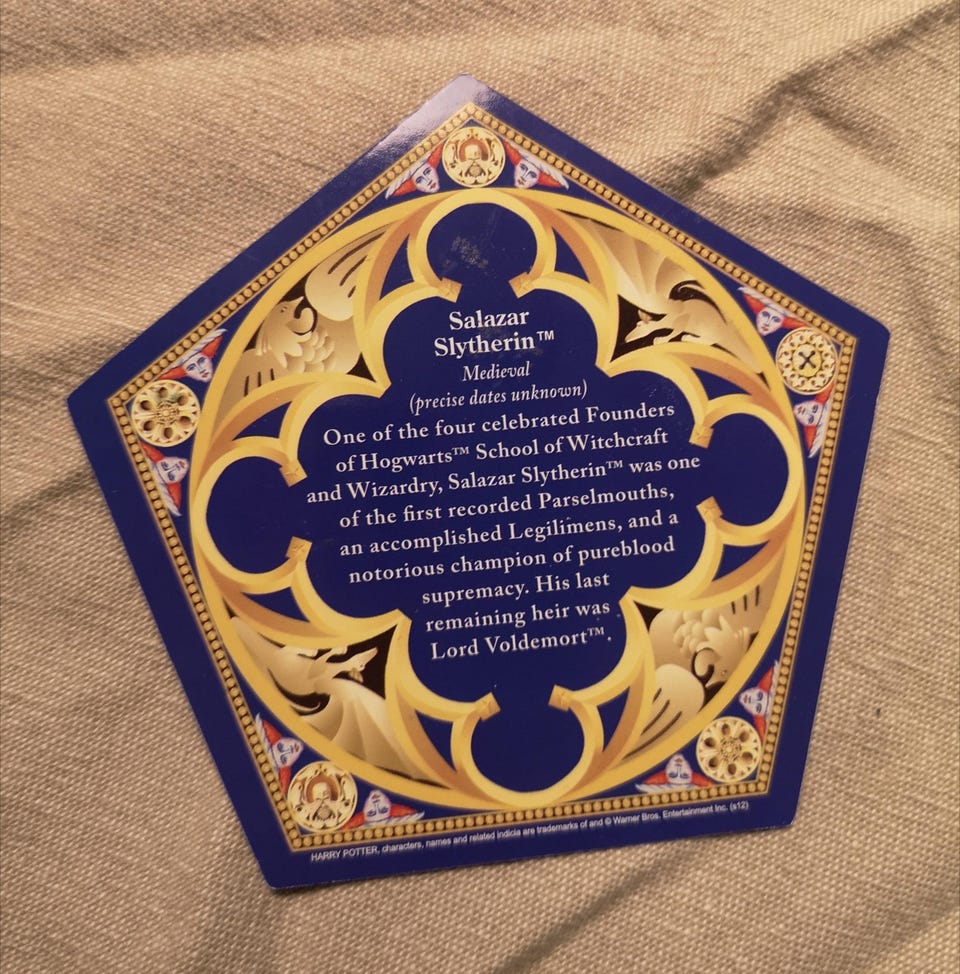 Salazar
Slytherin™
Medieval
(precise dates unknown)
One of the four celebrated Founders
of Hogwarts™ School of Witchcraft
and Wizardry, Salazar Slytherin™ was one
of the first recorded Parselmouths,
an accomplished Legilimens, and a
notorious champion of pureblood
supremacy. His last
remaining heir was
Lord Voldemort™.
HARRY POTTER, characters, names and related indicia are trademarks of and © Warner Bros. Entertainment Inc. (s12)